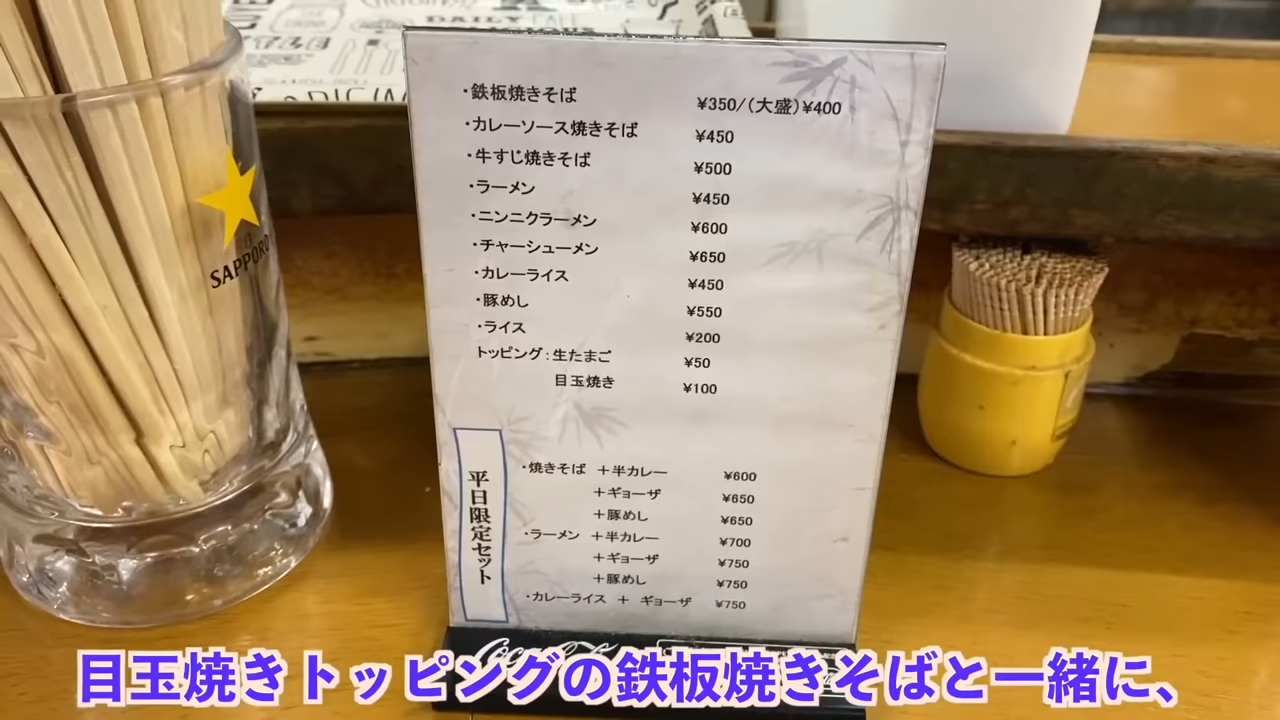 DAILY
SAPPORO
・鉄板焼きそば ¥350/(大盛)¥400
・カレーソース焼きそば ¥450
・牛すじ焼きそば ¥500
・ラーメン ¥450
・ニンニクラーメン ¥600
・チャーシューメン ¥650
・カレーライス ¥450
・豚めし ¥550
・ライス ¥200
トッピング:生たまご ¥50
目玉焼き ¥100
平日限定セット
・焼きそば +半カレー ¥600
+ギョーザ ¥650
+豚めし ¥650
・ラーメン +半カレー ¥700
+ギョーザ ¥750
+豚めし ¥750
・カレーライス + ギョーザ ¥750
目玉焼きトッピングの鉄板焼きそばと一緒に、